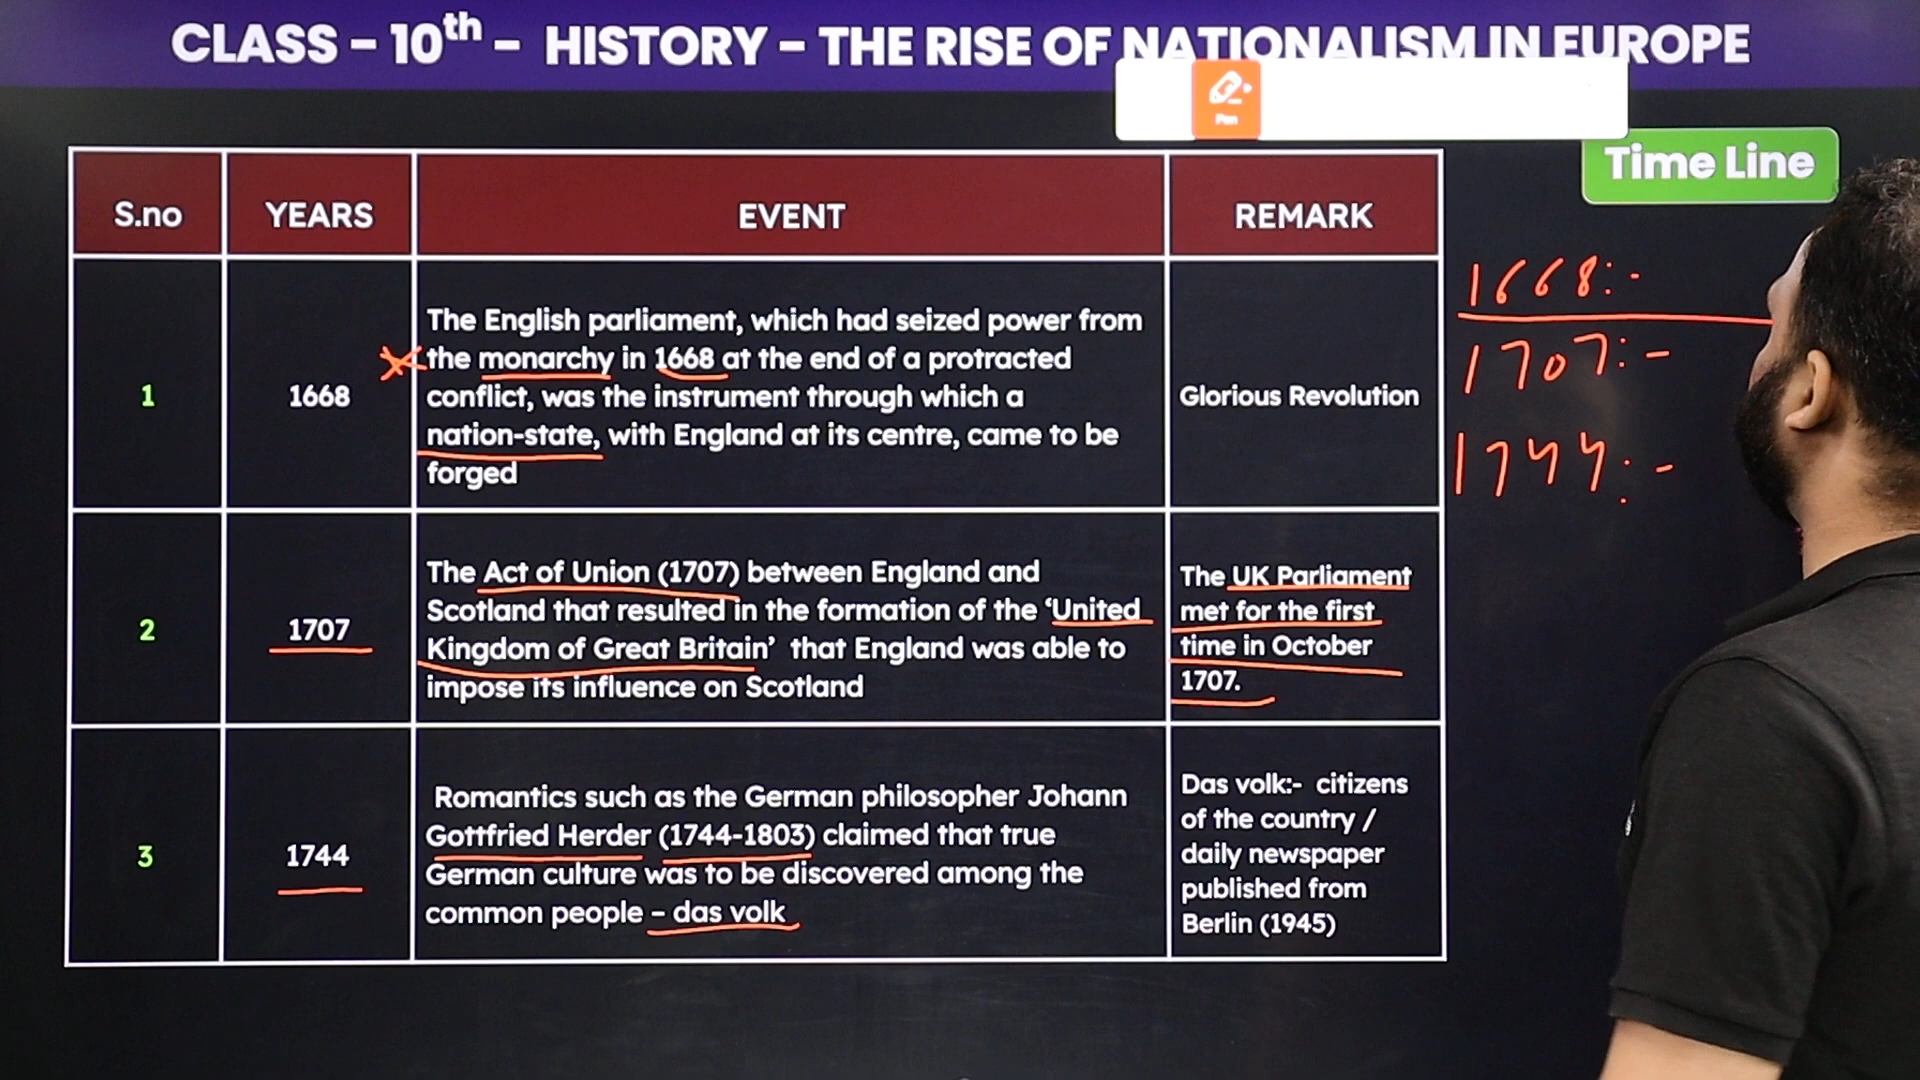 CLASS – 10th – HISTORY – THE RISE OF NATIONALISM IN EUROPE
Pen
Time Line
S.no YEARS EVENT REMARK
1
1668
The English parliament, which had seized power from
the monarchy in 1668 at the end of a protracted
conflict, was the instrument through which a
nation-state, with England at its centre, came to be
forged
Glorious Revolution
2
1707
The Act of Union (1707) between England and
Scotland that resulted in the formation of the ‘United
Kingdom of Great Britain’ that England was able to
impose its influence on Scotland
The UK Parliament
met for the first
time in October
1707.
3
1744
Romantics such as the German philosopher Johann
Gottfried Herder (1744-1803) claimed that true
German culture was to be discovered among the
common people – das volk
Das volk:- citizens
of the country /
daily newspaper
published from
Berlin (1945)
1668:-
1707:-
1744:-